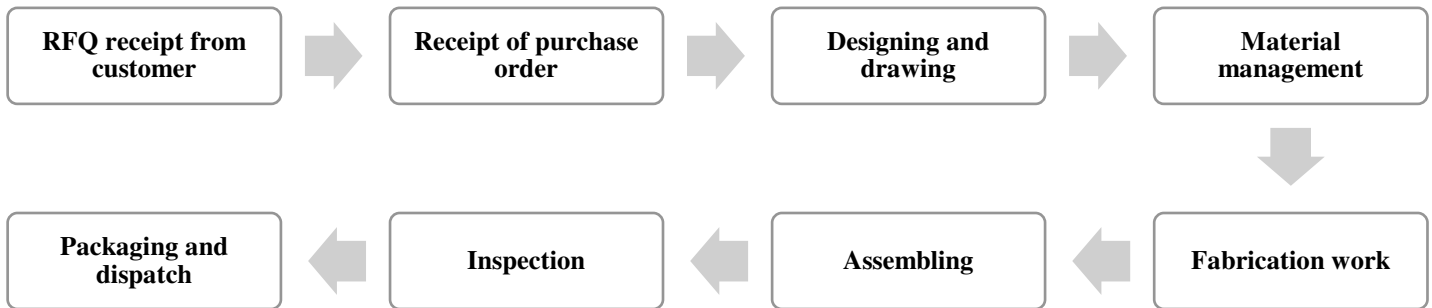 RFQ receipt from
customer
Receipt of purchase
order
Designing and
drawing
Material
management
Fabrication work
Assembling
Inspection
Packaging and
dispatch